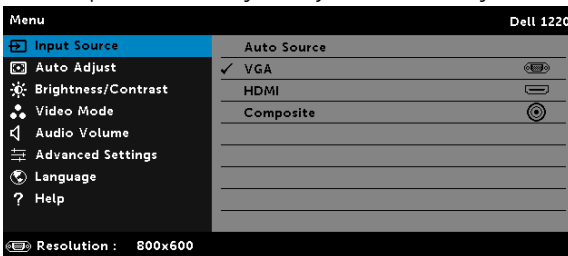 Menu Dell 1220
Input Source
Auto Adjust
Brightness/Contrast
Video Mode
Audio Volume
Advanced Settings
Language
? Help
Auto Source
✓ VGA
HDMI
Composite
Resolution : 800x600